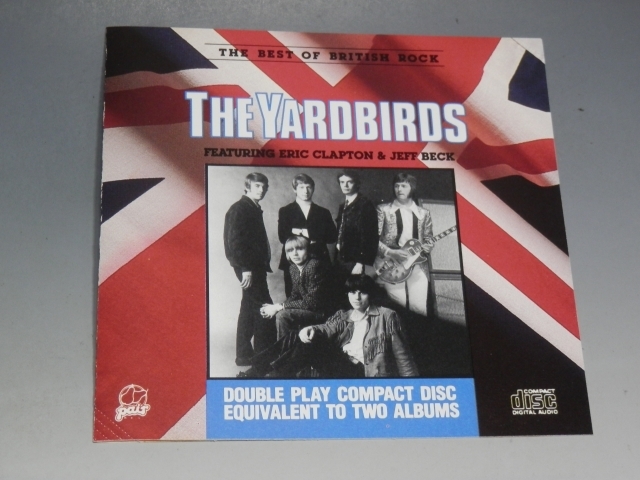 THE BEST OF BRITISH ROCK
THE YARDBIRDS
FEATURING ERIC CLAPTON & JEFF BECK
DOUBLE PLAY COMPACT DISC
EQUIVALENT TO TWO ALBUMS
pair
COMPACT
disc
DIGITAL AUDIO